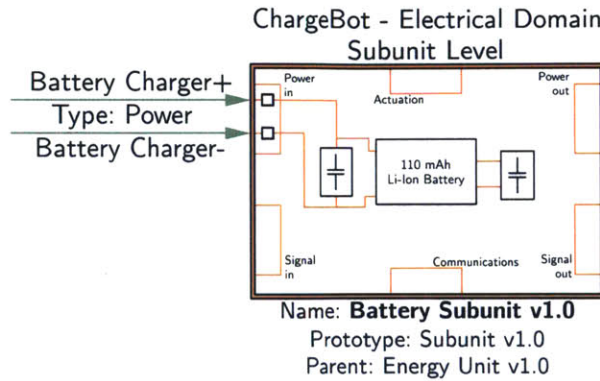 ChargeBot - Electrical Domain
Subunit Level
Battery Charger+
Type: Power
Battery Charger-
Power
in
Actuation
Power
out
110 mAh
Li-Ion Battery
Signal
in
Communications
Signal
out
Name: Battery Subunit v1.0
Prototype: Subunit v1.0
Parent: Energy Unit v1.0